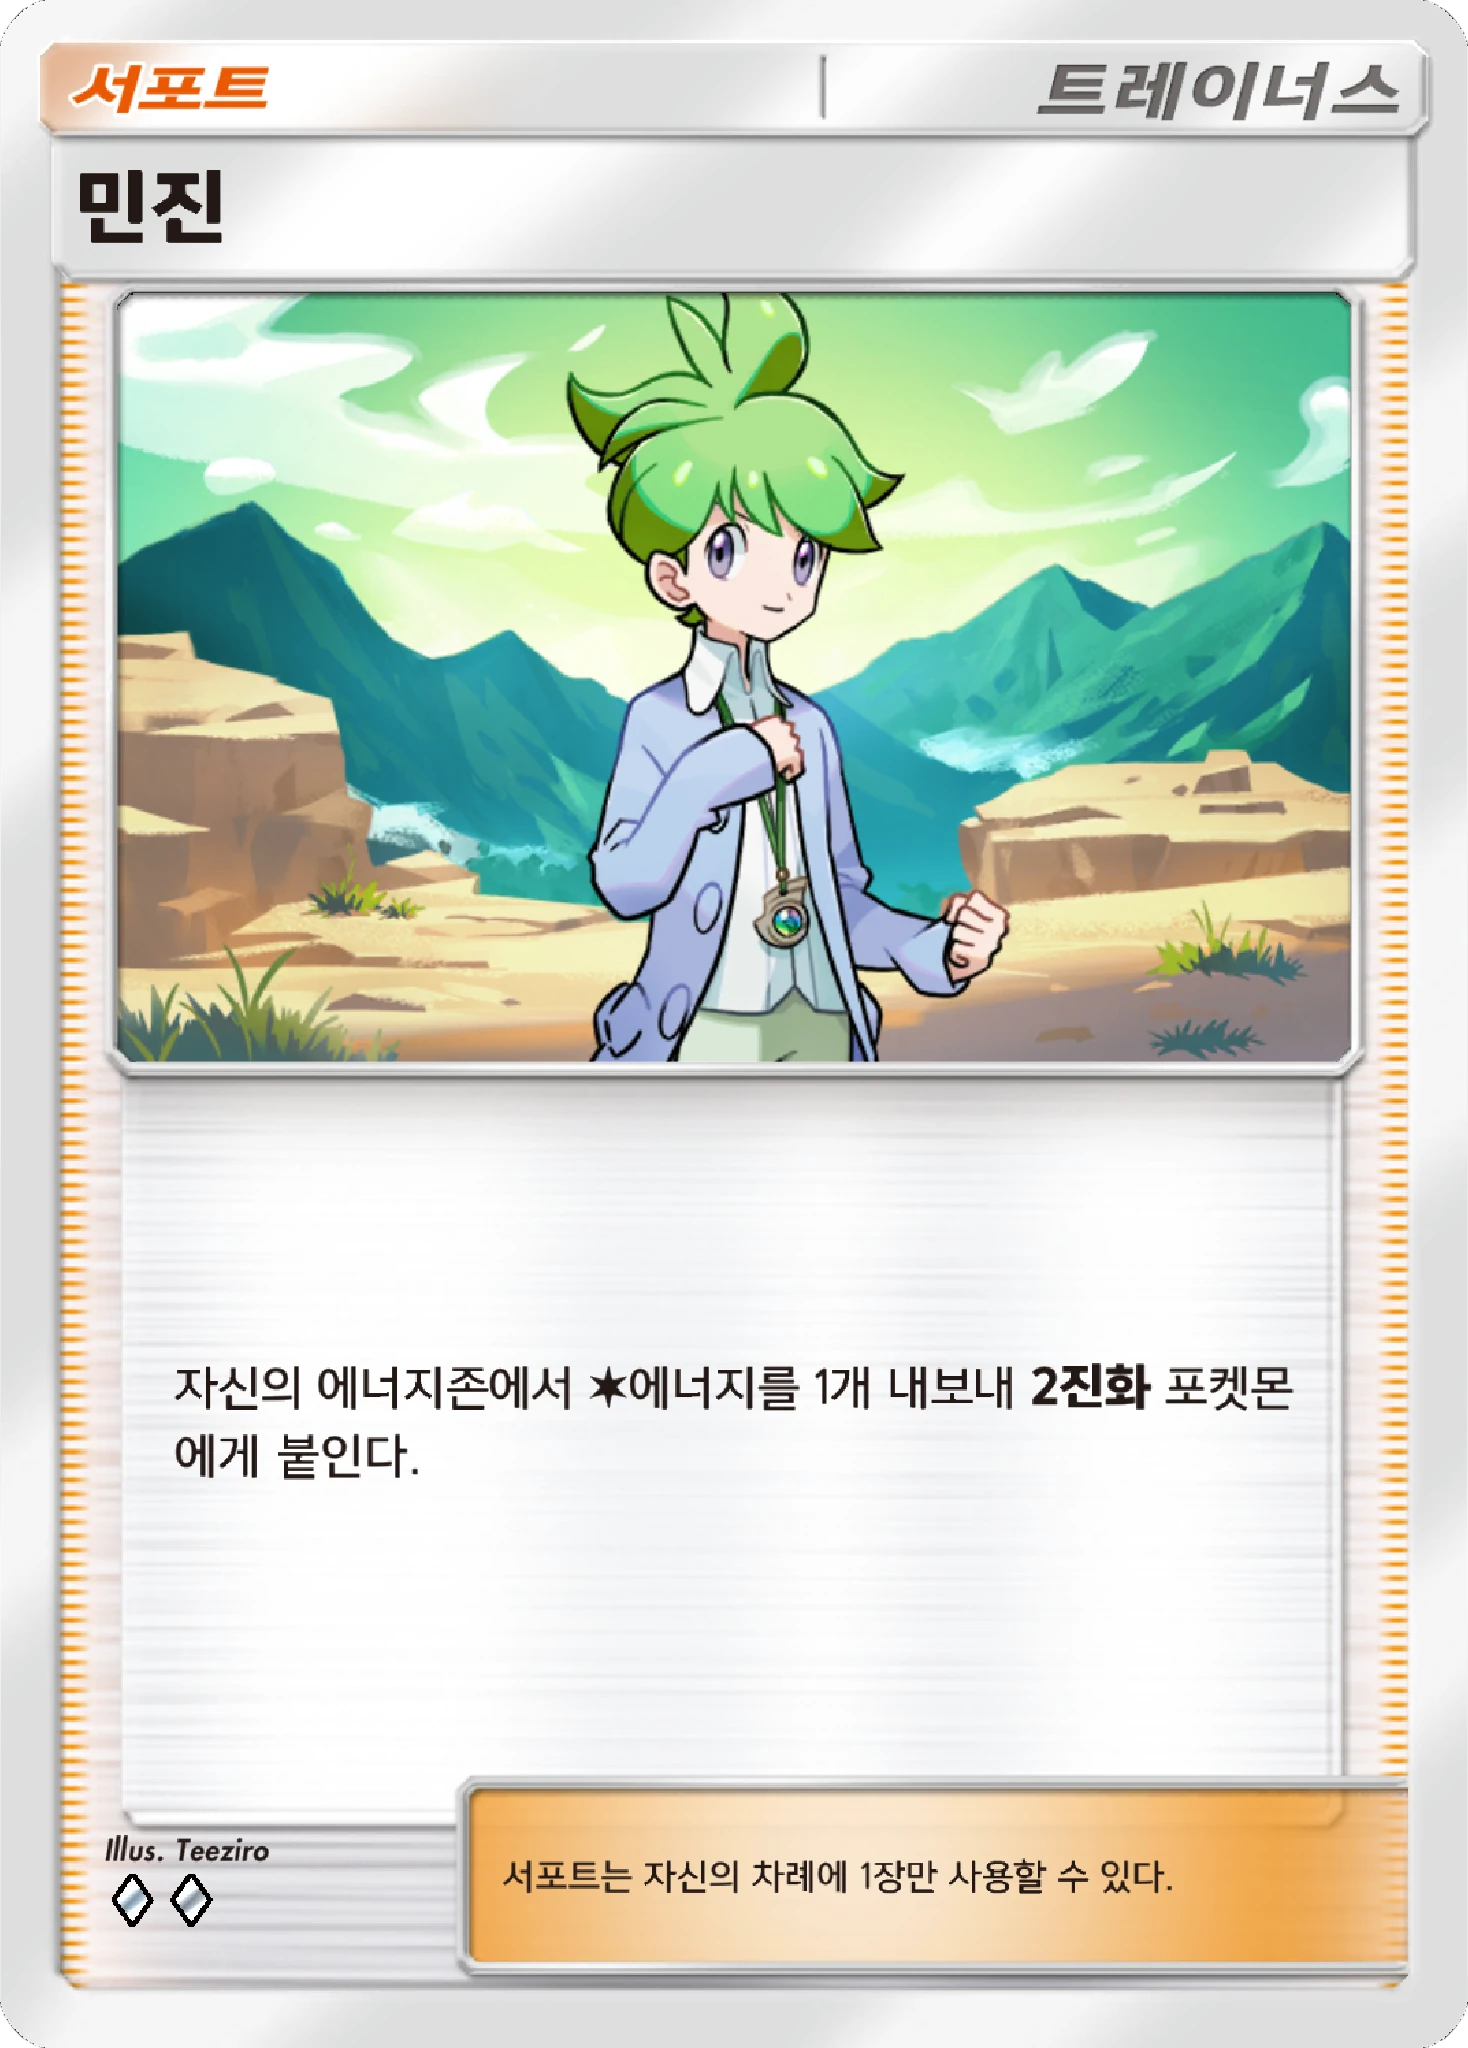 서포트
트레이너스
민진
자신의 에너지존에서 ✶에너지를 1개 내보내 2진화 포켓몬
에게 붙인다.
Illus. Teeziro
서포트는 자신의 차례에 1장만 사용할 수 있다.